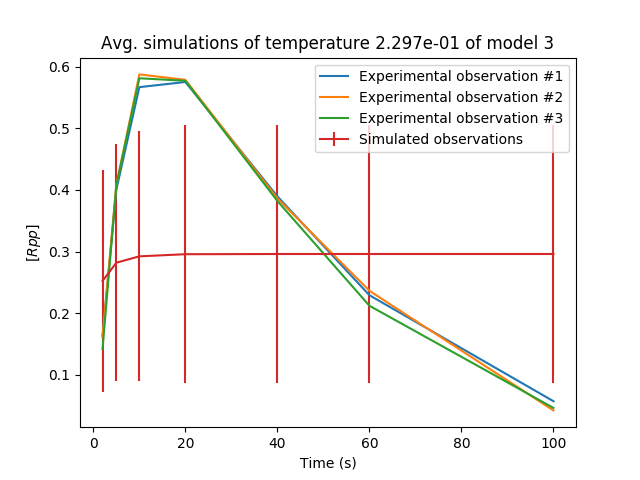 Avg. simulations of temperature 2.297e-01 of model 3
Experimental observation #1
Experimental observation #2
Experimental observation #3
Simulated observations
[Rpp]
0.6
0.5
0.4
0.3
0.2
0.1
0 20 40 60 80 100
Time (s)